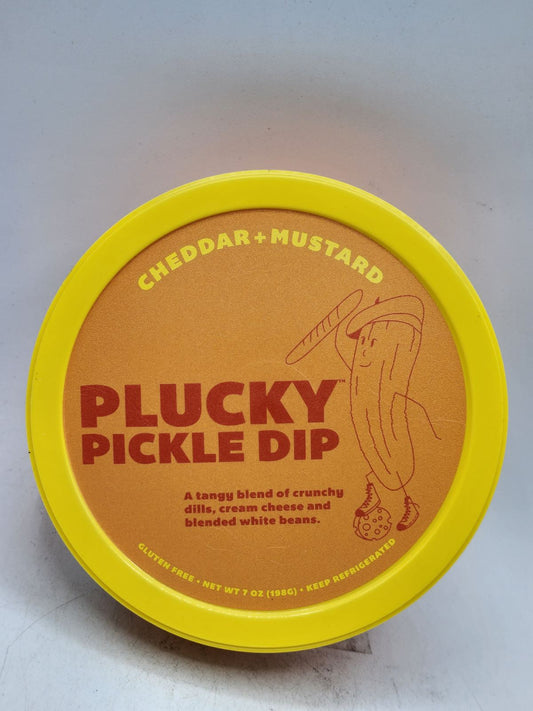 CHEDDAR+MUSTARD
PLUCKY™
PICKLE DIP
A tangy blend of crunchy
dills, cream cheese and
blended white beans.
GLUTEN FREE • NET WT 7 OZ (198G) • KEEP REFRIGERATED